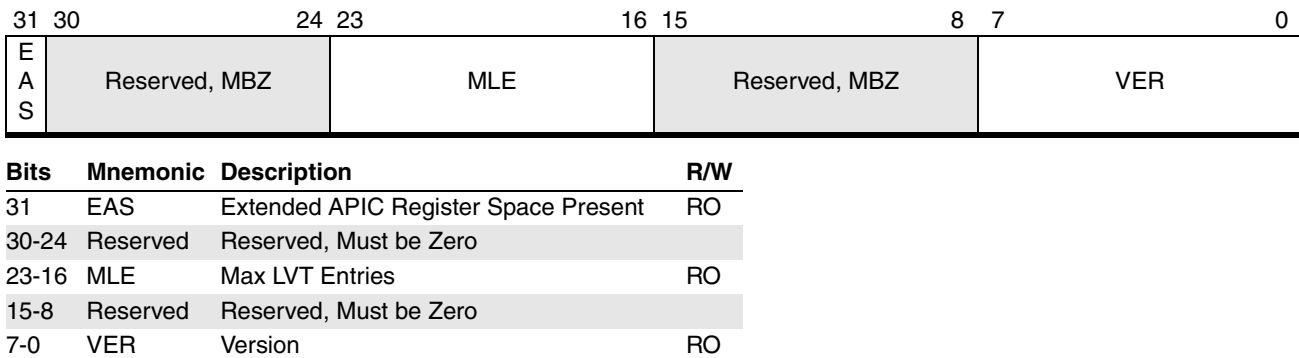 31 30 24 23 16 15 8 7 0
E
A
S
Reserved, MBZ MLE Reserved, MBZ VER
Bits Mnemonic Description R/W
31 EAS Extended APIC Register Space Present RO
30-24 Reserved Reserved, Must be Zero
23-16 MLE Max LVT Entries RO
15-8 Reserved Reserved, Must be Zero
7-0 VER Version RO